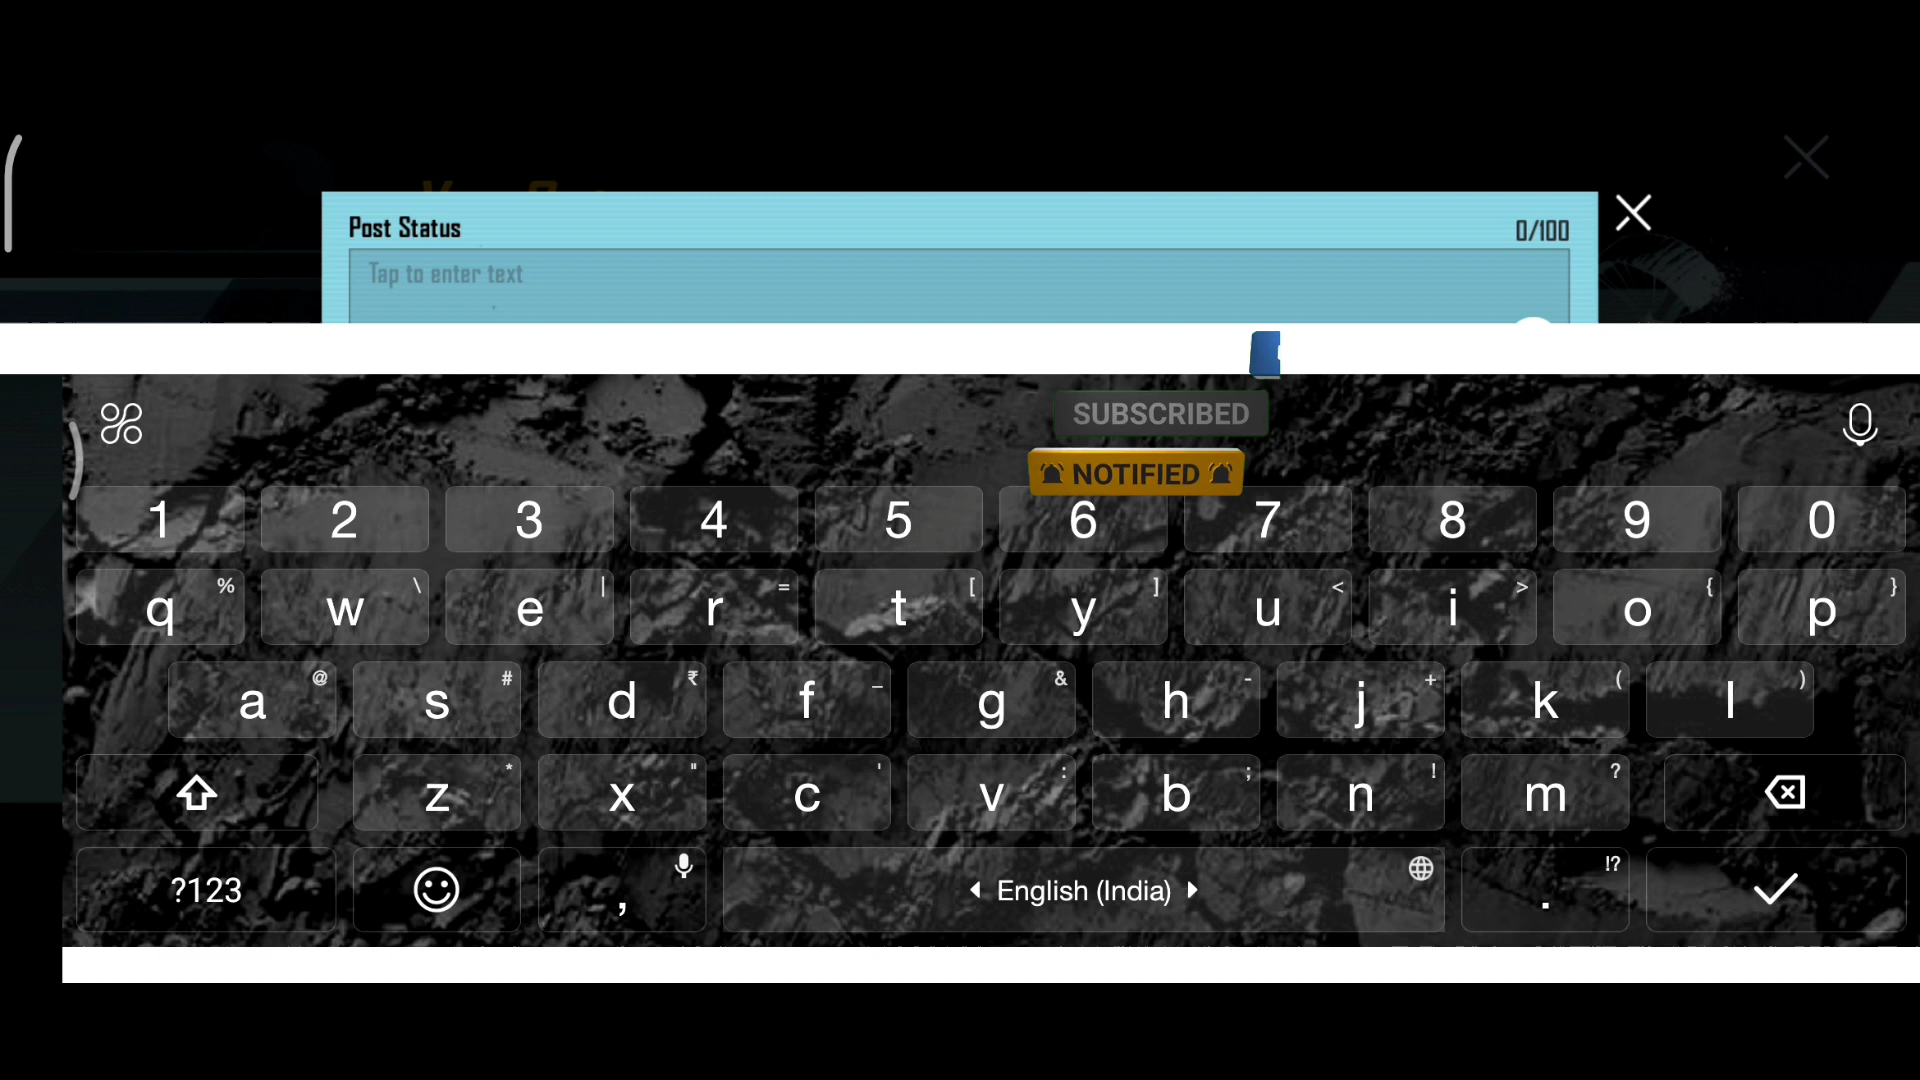 Post Status
0/100
Tap to enter text
SUBSCRIBED
NOTIFIED
1 2 3 4 5 6 7 8 9 0
% \ | = [ ] < > { }
q w e r t y u i o p
@ # ₹ _ & - + ( )
a s d f g h j k l
* " ' : ; ! ?
z x c v b n m
!?
?123 , English (India) .